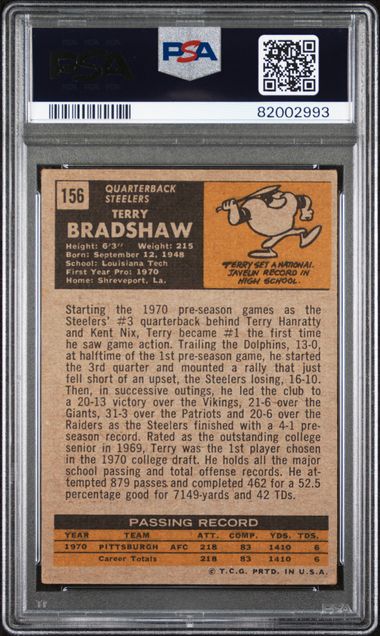 PSA
PSA
82002993
156
QUARTERBACK
STEELERS
TERRY
BRADSHAW
Height: 6'3" Weight: 215
Born: September 12, 1948
School: Louisiana Tech
First Year Pro: 1970
Home: Shreveport, La.
TERRY SET A NATIONAL
JAVELIN RECORD IN
HIGH SCHOOL.
Starting the 1970 pre-season games as the
Steelers' #3 quarterback behind Terry Hanratty
and Kent Nix, Terry became #1 the first time
he saw game action. Trailing the Dolphins, 13-0,
at halftime of the 1st pre-season game, he started
the 3rd quarter and mounted a rally that just
fell short of an upset, the Steelers losing, 16-10.
Then, in successive outings, he led the club to
a 20-13 victory over the Vikings, 21-6 over the
Giants, 31-3 over the Patriots and 20-6 over the
Raiders as the Steelers finished with a 4-1 pre-
season record. Rated as the outstanding college
senior in 1969, Terry was the 1st player chosen
in the 1970 college draft. He holds all the major
school passing and total offense records. He at-
tempted 879 passes and completed 462 for a 52.5
percentage good for 7149-yards and 42 TDs.
PASSING RECORD
YEAR TEAM ATT. COMP. YDS. TDS.
1970 PITTSBURGH AFC 218 83 1410 6
Career Totals 218 83 1410 6
© T.C.G. PRTD. IN U.S.A.